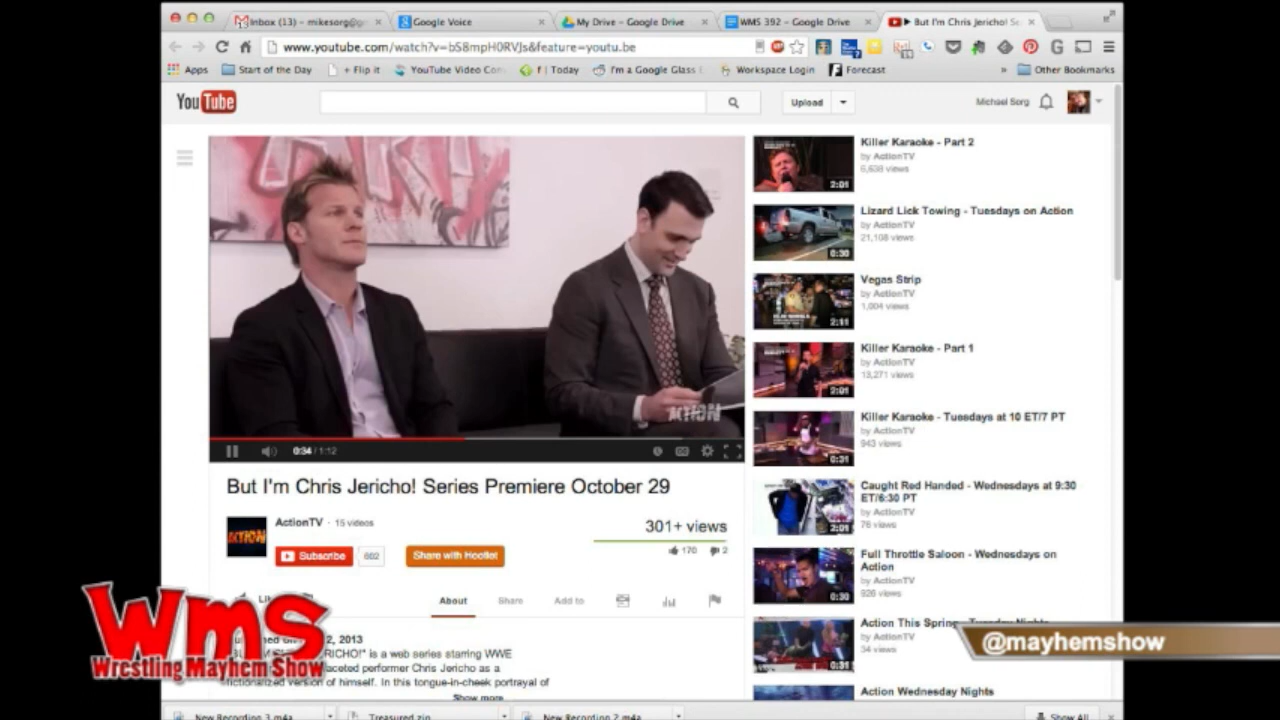 Inbox (13) – mikesorg@
Google Voice
My Drive – Google Drive
WMS 392 – Google Drive
But I'm Chris Jericho!
www.youtube.com/watch?v=bS8mpH0RVJs&feature=youtu.be
Apps
Start of the Day
+ Flip it
YouTube Video
f | Today
I'm a Google Glass
Workspace Login
Forecast
» Other Bookmarks
YouTube
Upload
Michael Sorg
ACTION
0:34 / 1:12
But I'm Chris Jericho! Series Premiere October 29
ACTION
ActionTV · 15 videos
Subscribe 602
Share with Hootlet
301+ views
170 2
About
Share
Add to
2, 2013
is a web series starring WWE
faceted performer Chris Jericho as a
fictionalized version of himself. In this tongue-in-cheek portrayal of
Show more
Killer Karaoke - Part 2
by ActionTV
6,638 views
2:01
Lizard Lick Towing - Tuesdays on Action
by ActionTV
21,108 views
0:30
Vegas Strip
by ActionTV
1,004 views
2:11
Killer Karaoke - Part 1
by ActionTV
13,271 views
2:01
Killer Karaoke - Tuesdays at 10 ET/7 PT
by ActionTV
943 views
0:31
Caught Red Handed - Wednesdays at 9:30
ET/6:30 PT
by ActionTV
76 views
2:01
Full Throttle Saloon - Wednesdays on
Action
by ActionTV
928 views
0:30
Action This Spring - Tuesday Nights
by ActionTV
34 views
0:31
Action Wednesday Nights
WMS
Wrestling Mayhem Show
@mayhemshow
New Recording 3.m4a
Treasured.zip
New Recording 2.m4a
Show All